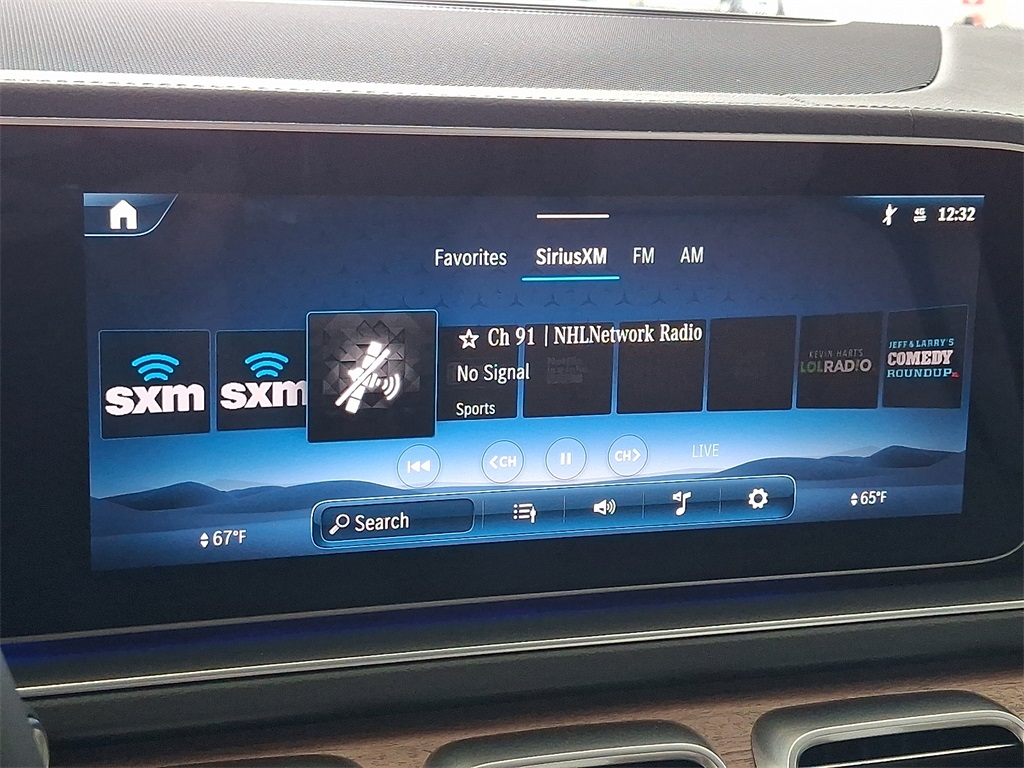 4G 12:32
Favorites SiriusXM FM AM
sxm
sxm
Ch 91 | NHLNetwork Radio
No Signal
Sports
KEVIN HART'S
LOL RADIO
JEFF & LARRY'S
COMEDY
ROUNDUP
<CH
CH>
LIVE
Search
67°F
65°F